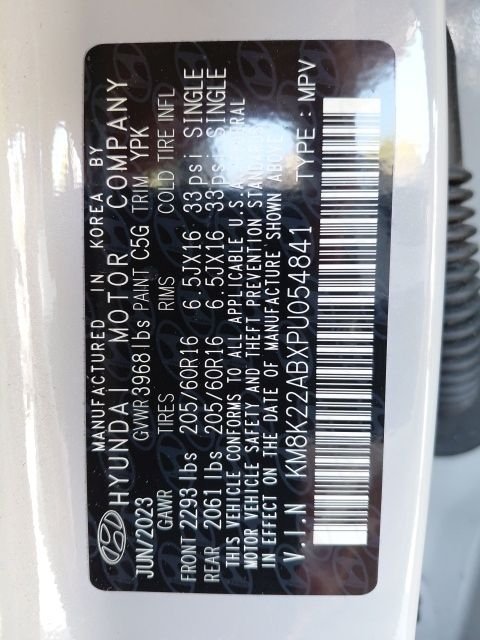 MANUFACTURED IN KOREA BY
HYUNDAI MOTOR COMPANY
JUN/2023 GVWR 3968 lbs PAINT C5G TRIM YPK
GAWR TIRES RIMS COLD TIRE INFL
FRONT 2293 lbs 205/60R16 6.5JX16 33psi SINGLE
REAR 2061 lbs 205/60R16 6.5JX16 33psi SINGLE
THIS VEHICLE CONFORMS TO ALL APPLICABLE U.S.A. FEDERAL
MOTOR VEHICLE SAFETY AND THEFT PREVENTION STANDARDS
IN EFFECT ON THE DATE OF MANUFACTURE SHOWN ABOVE
V.I.N KM8K22ABXPU054841 TYPE : MPV